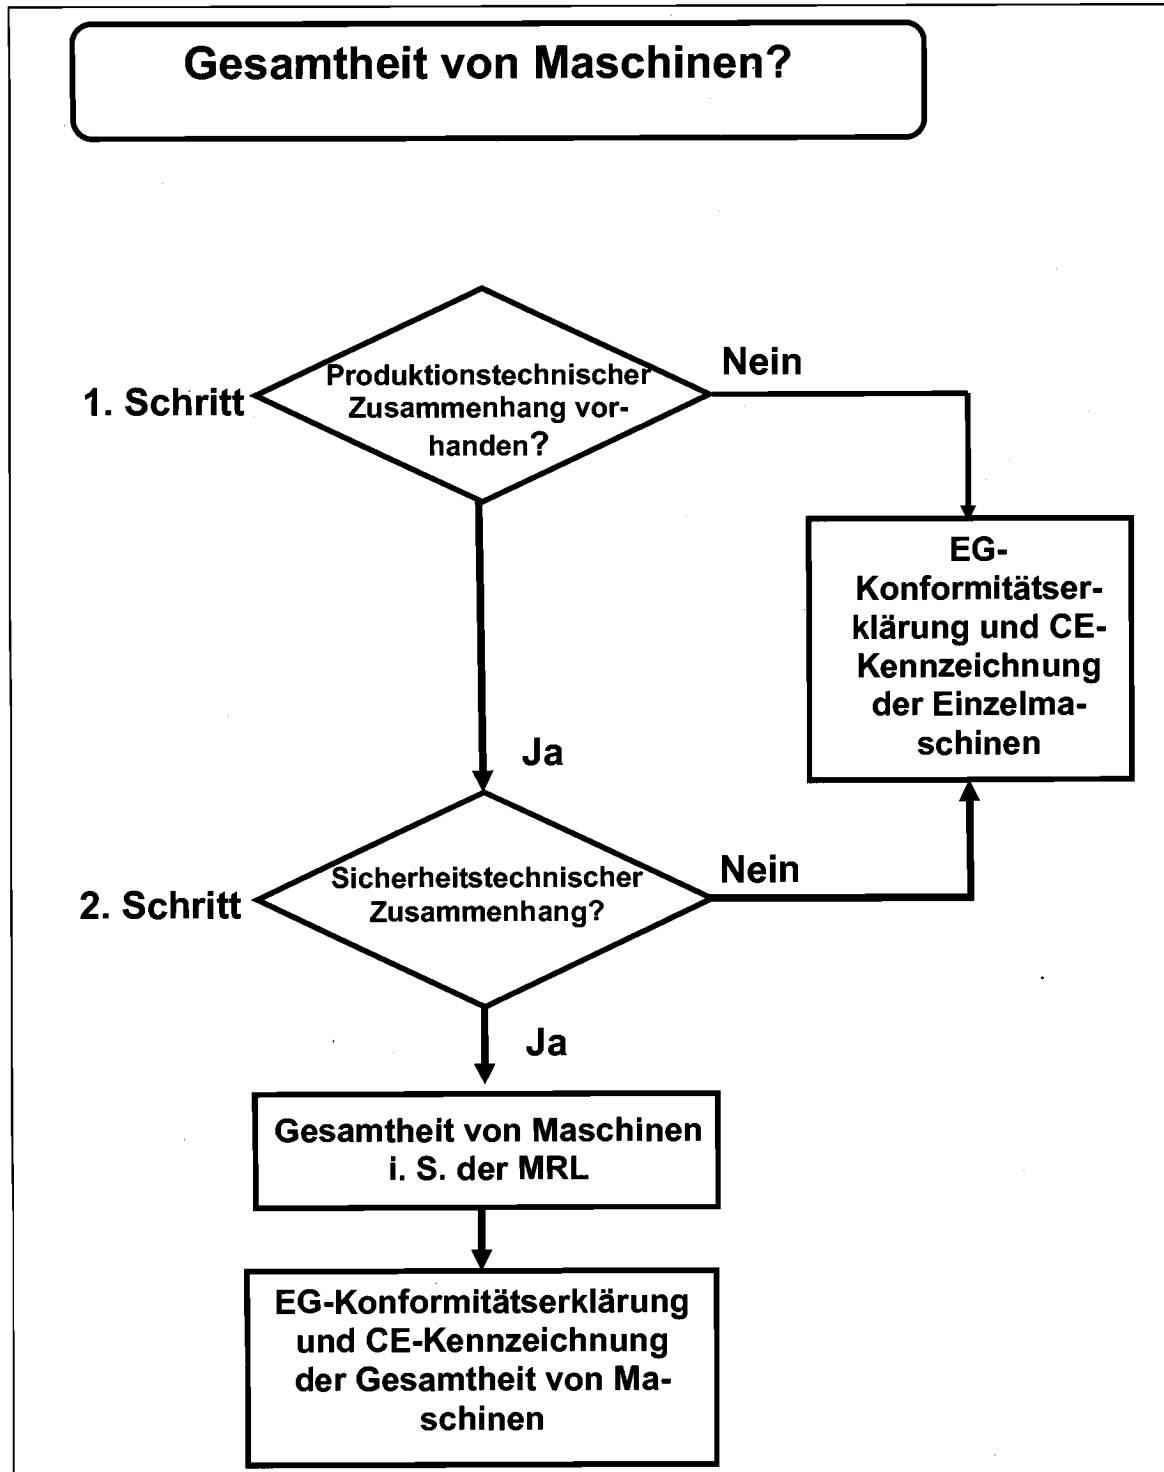 Gesamtheit von Maschinen?
Nein
1. Schritt
Produktionstechnischer
Zusammenhang vor-
handen?
EG-
Konformitätser-
klärung und CE-
Kennzeichnung
der Einzelma-
schinen
Ja
Nein
2. Schritt
Sicherheitstechnischer
Zusammenhang?
Ja
Gesamtheit von Maschinen
i. S. der MRL
EG-Konformitätserklärung
und CE-Kennzeichnung
der Gesamtheit von Ma-
schinen